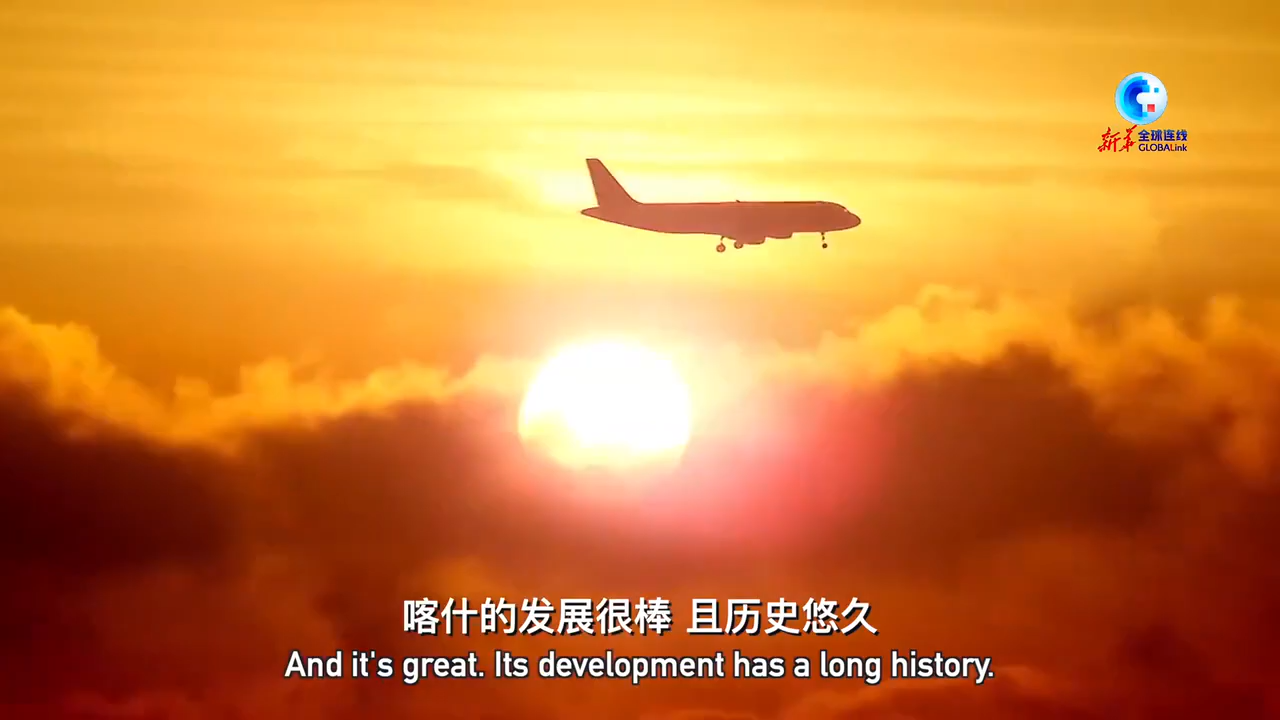 新华 全球连线
GLOBALink
喀什的发展很棒 且历史悠久
And it's great. Its development has a long history.